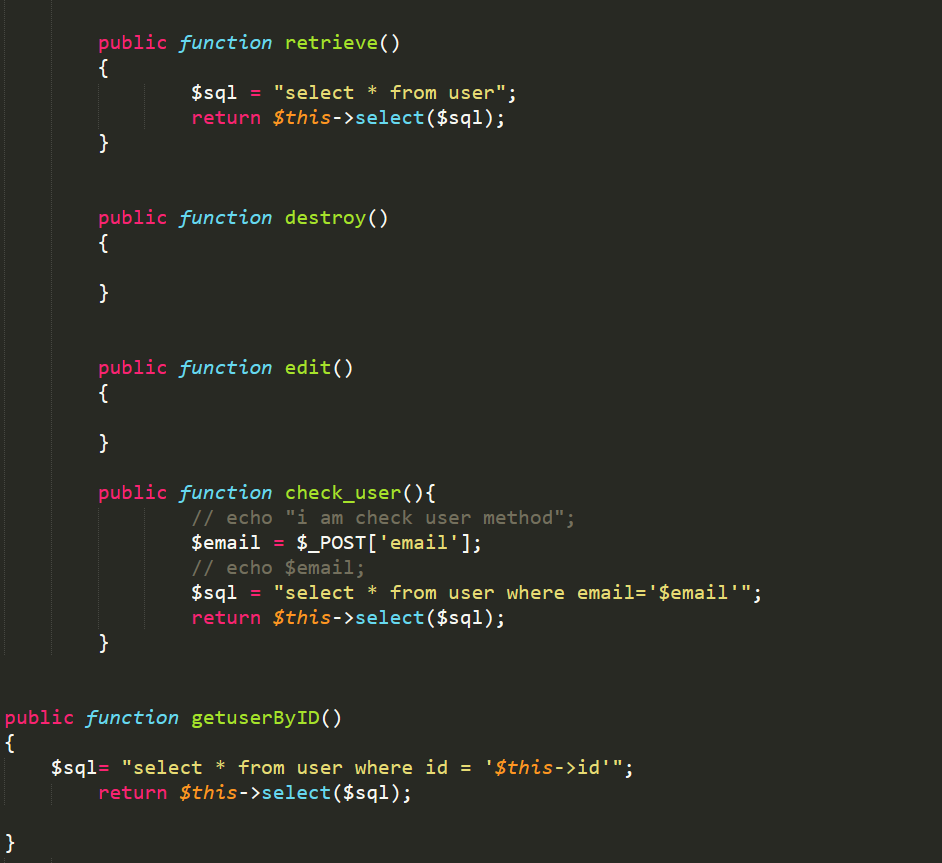 public function retrieve()
{
$sql = "select * from user";
return $this->select($sql);
}
public function destroy()
{
}
public function edit()
{
}
public function check_user(){
// echo "i am check user method";
$email = $_POST['email'];
// echo $email;
$sql = "select * from user where email='$email'";
return $this->select($sql);
}
public function getuserByID()
{
$sql= "select * from user where id = '$this->id'";
return $this->select($sql);
}